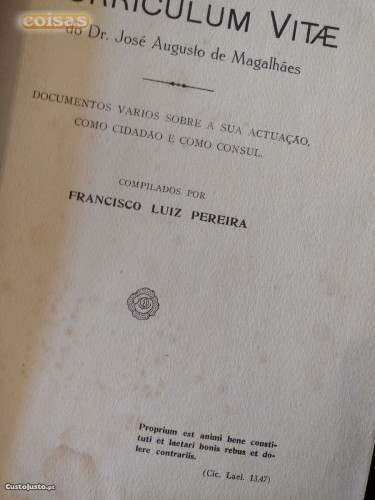 coisas
CURRICULUM VITÆ
do Dr. José Augusto de Magalhães
DOCUMENTOS VARIOS SOBRE A SUA ACTUAÇÃO,
COMO CIDADÃO E COMO CONSUL.
COMPILADOS POR
FRANCISCO LUIZ PEREIRA
Proprium est animi bene consti-
tuti et laetari bonis rebus et do-
lere contrariis.
(Cic. Lael. 13,47)
CustoJusto.pt